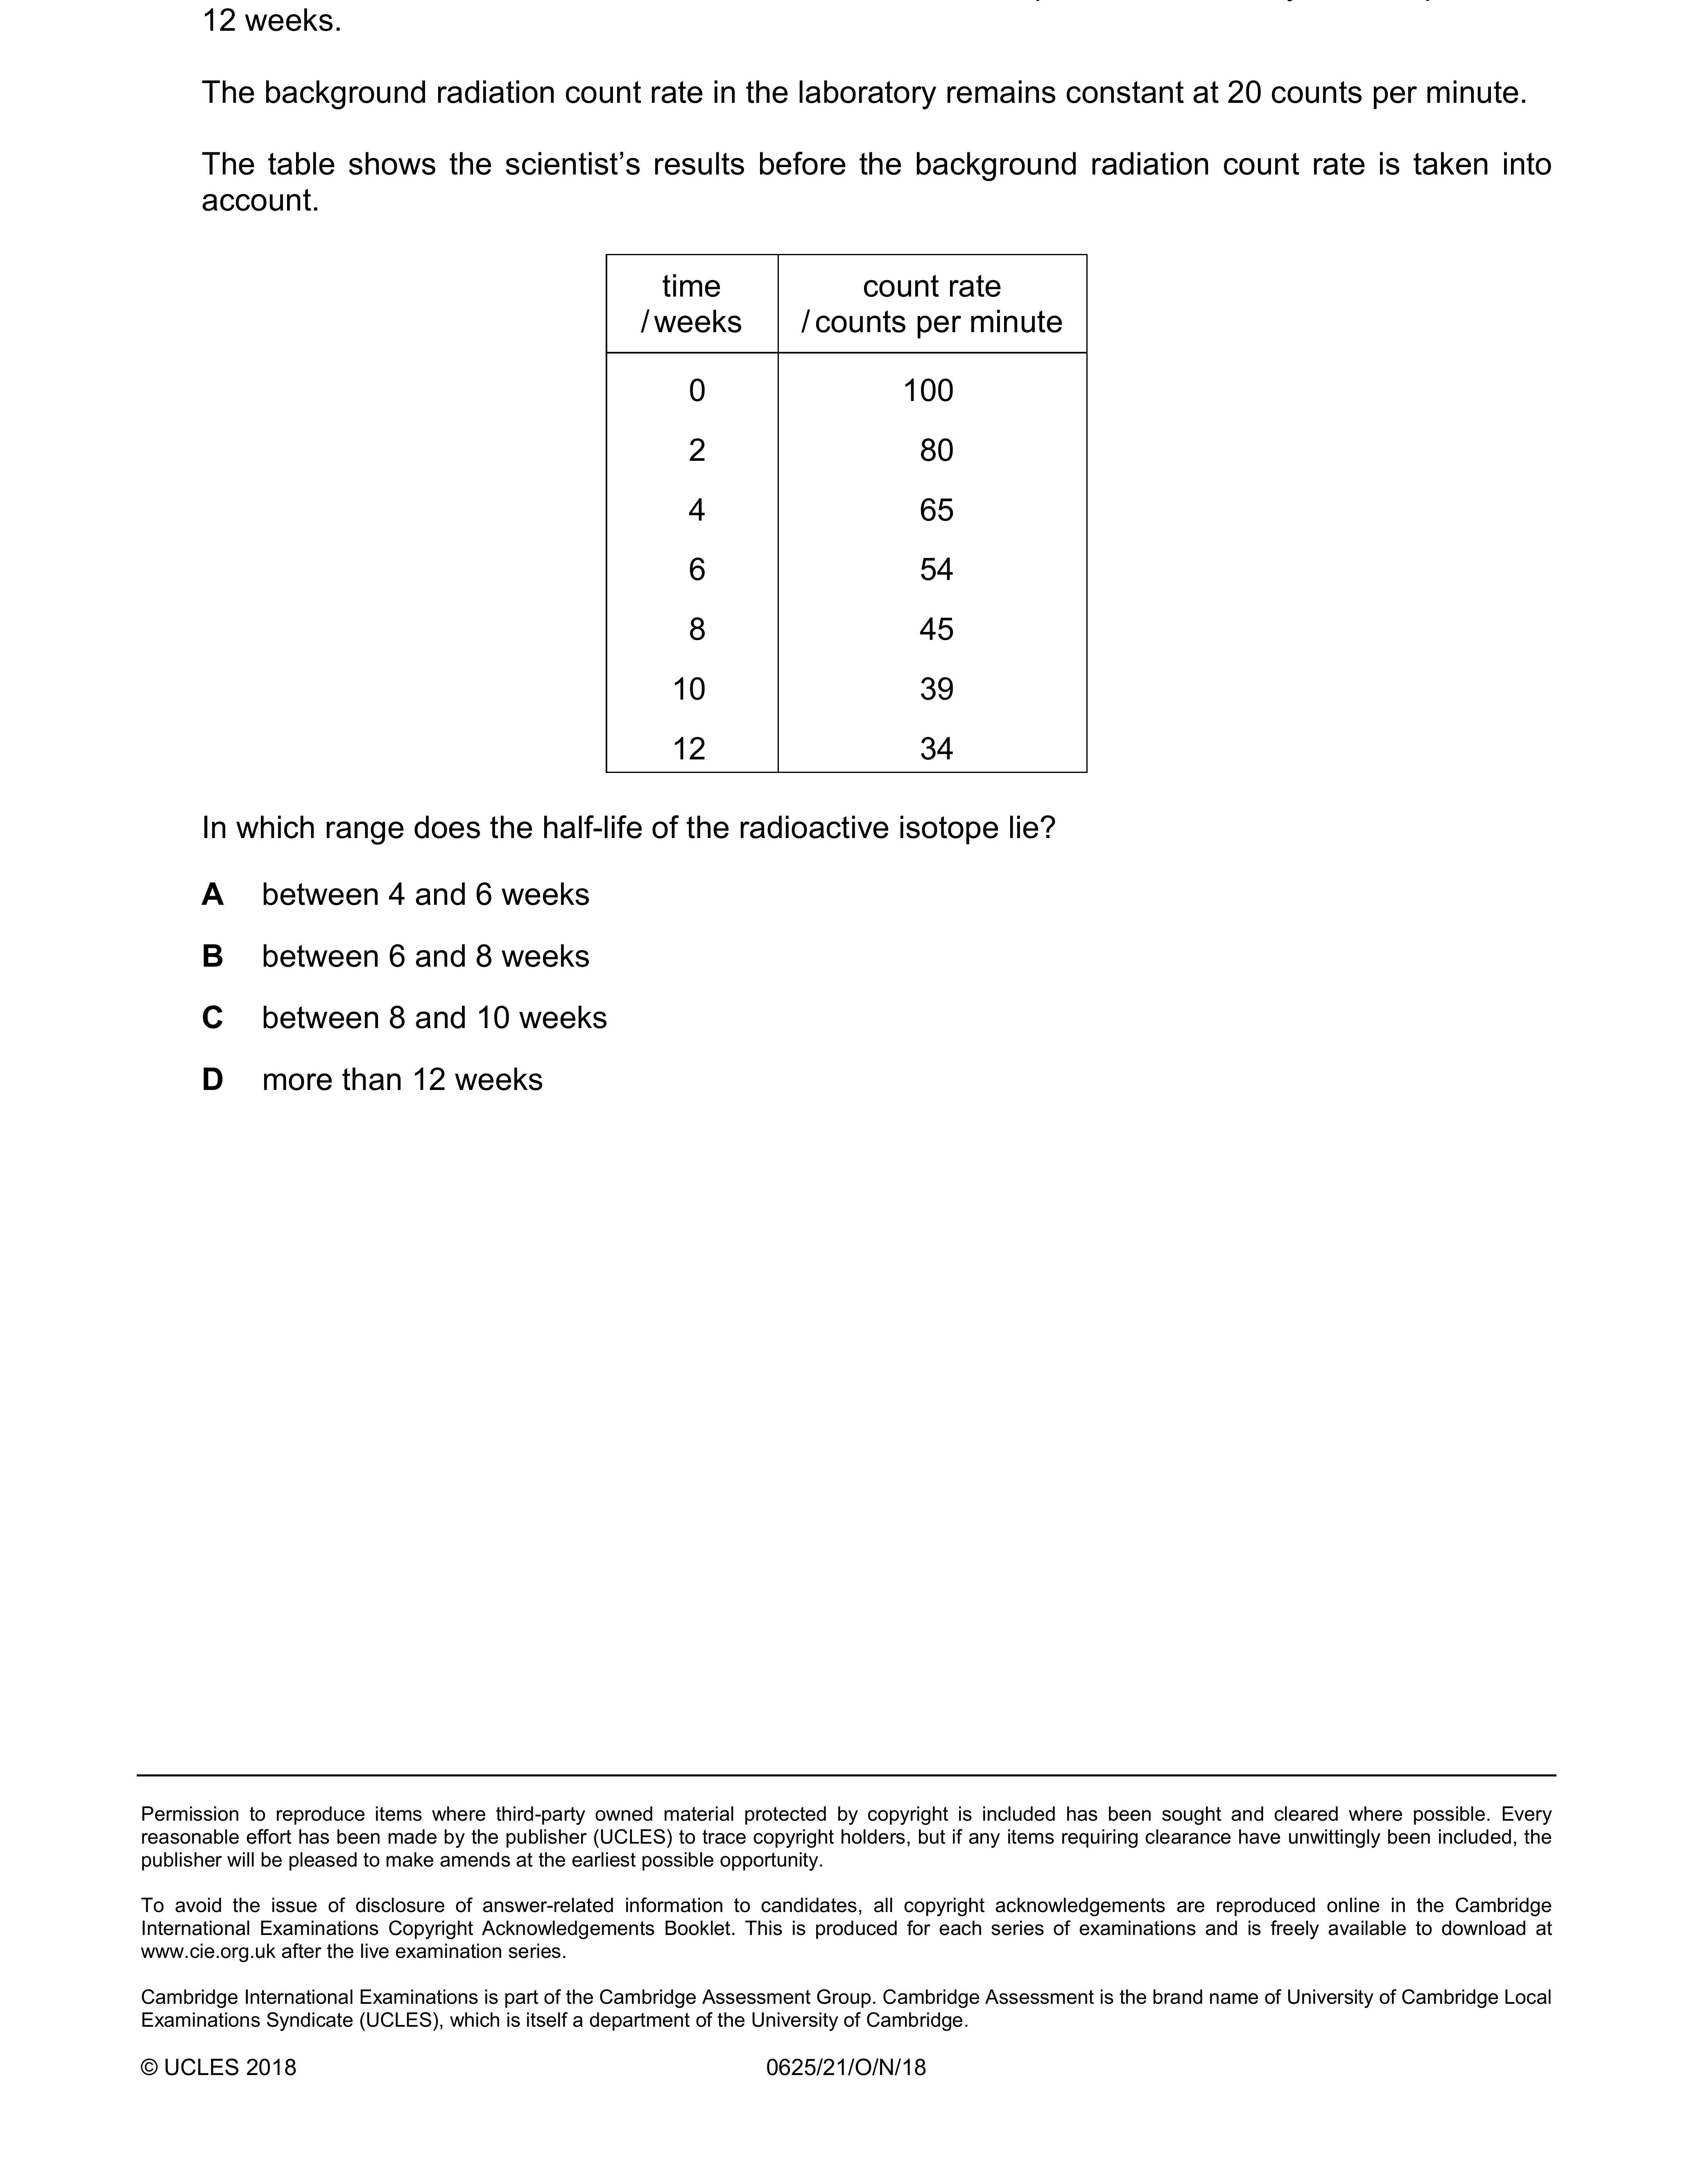 12 weeks.
The background radiation count rate in the laboratory remains constant at 20 counts per minute.
The table shows the scientist’s results before the background radiation count rate is taken into
account.
time count rate
/ weeks / counts per minute
0 100
2 80
4 65
6 54
8 45
10 39
12 34
In which range does the half-life of the radioactive isotope lie?
A between 4 and 6 weeks
B between 6 and 8 weeks
C between 8 and 10 weeks
D more than 12 weeks
Permission to reproduce items where third-party owned material protected by copyright is included has been sought and cleared where possible. Every
reasonable effort has been made by the publisher (UCLES) to trace copyright holders, but if any items requiring clearance have unwittingly been included, the
publisher will be pleased to make amends at the earliest possible opportunity.
To avoid the issue of disclosure of answer-related information to candidates, all copyright acknowledgements are reproduced online in the Cambridge
International Examinations Copyright Acknowledgements Booklet. This is produced for each series of examinations and is freely available to download at
www.cie.org.uk after the live examination series.
Cambridge International Examinations is part of the Cambridge Assessment Group. Cambridge Assessment is the brand name of University of Cambridge Local
Examinations Syndicate (UCLES), which is itself a department of the University of Cambridge.
© UCLES 2018 0625/21/O/N/18